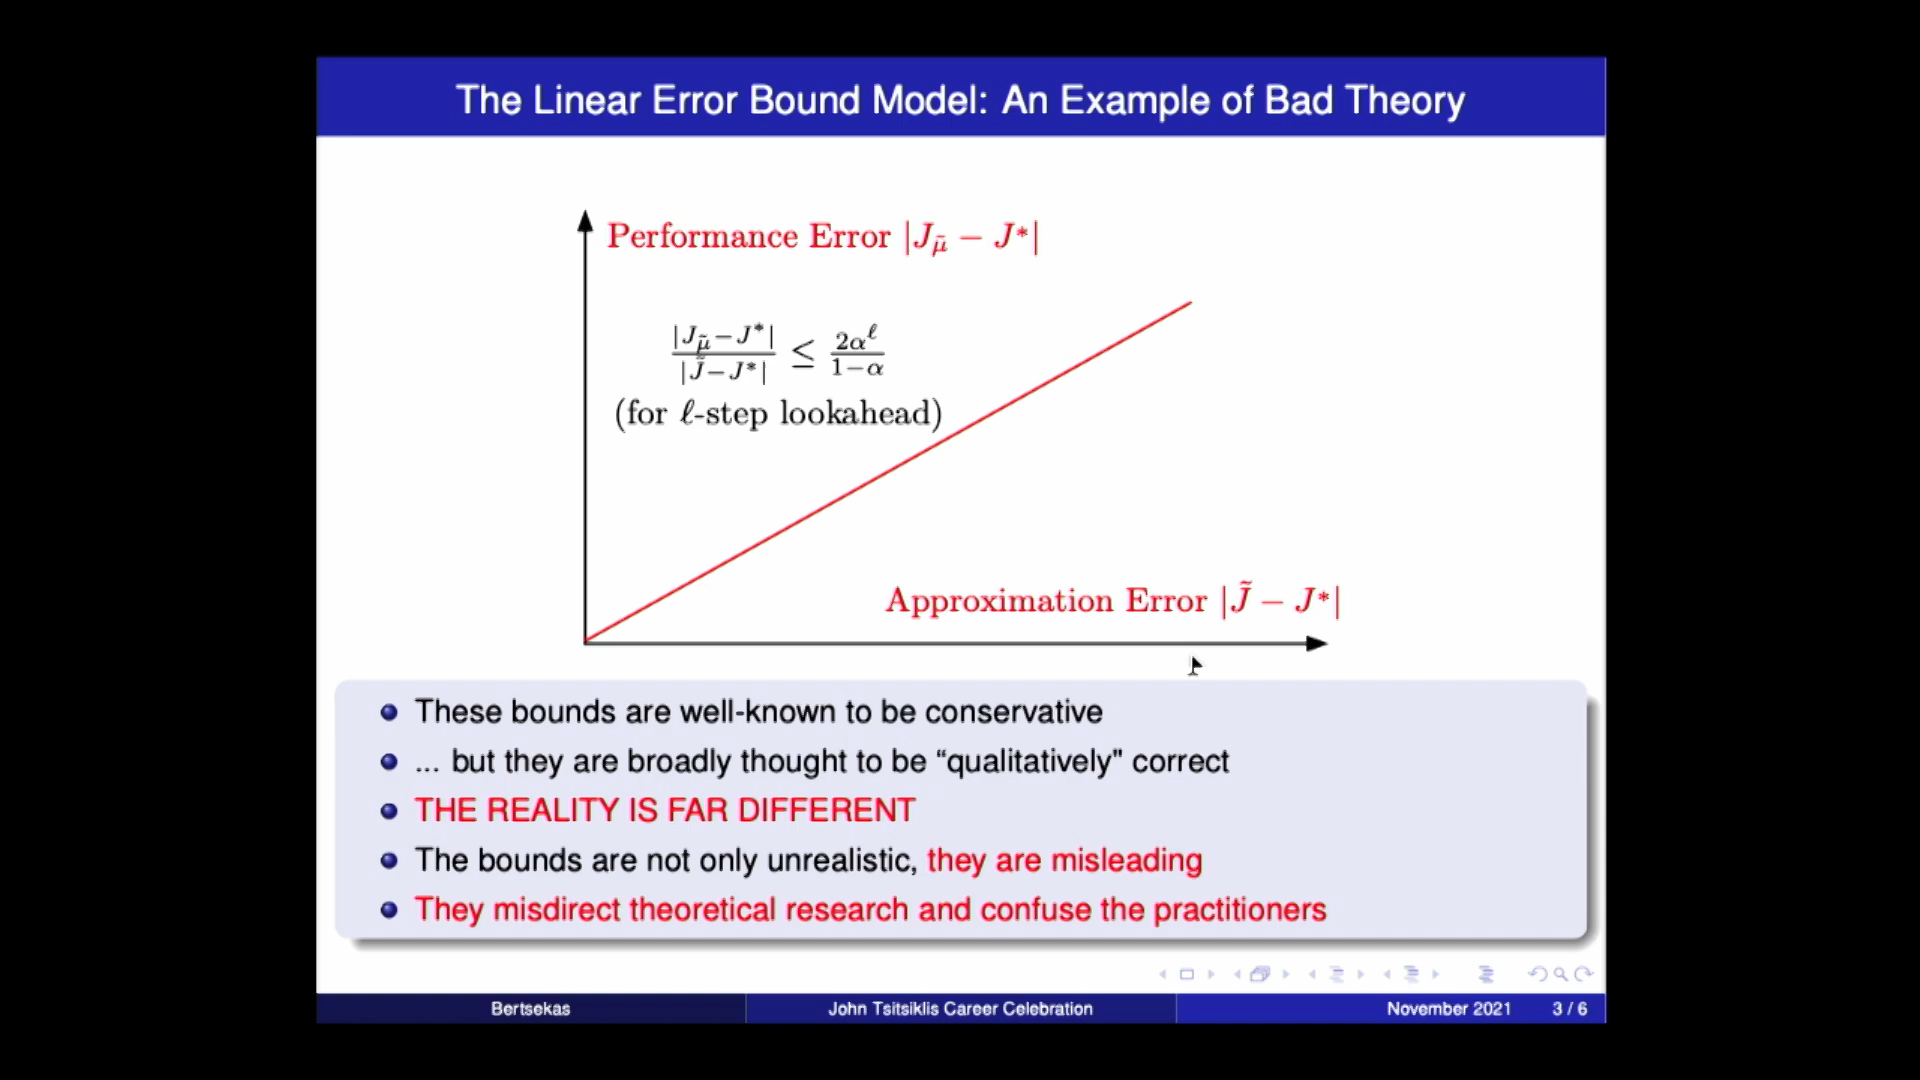 The Linear Error Bound Model: An Example of Bad Theory
Performance Error |J_μ̃ − J*|
|J_μ̃ − J*| / |J̃ − J*| ≤ 2α^ℓ / (1−α)
(for ℓ-step lookahead)
Approximation Error |J̃ − J*|
These bounds are well-known to be conservative
... but they are broadly thought to be “qualitatively" correct
THE REALITY IS FAR DIFFERENT
The bounds are not only unrealistic, they are misleading
They misdirect theoretical research and confuse the practitioners
Bertsekas John Tsitsiklis Career Celebration November 2021 3 / 6